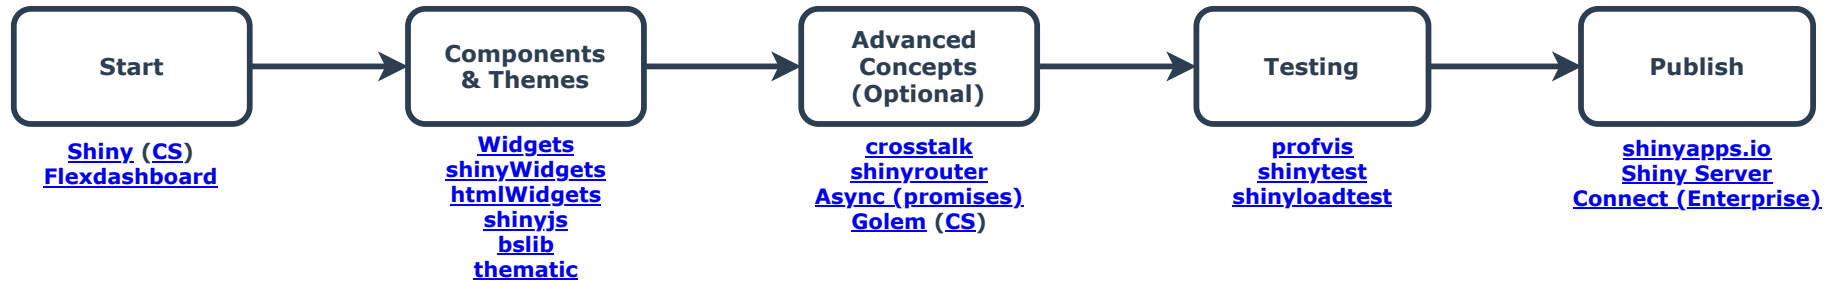 Start
Shiny (CS)
Flexdashboard
Components
& Themes
Widgets
shinyWidgets
htmlWidgets
shinyjs
bslib
thematic
Advanced
Concepts
(Optional)
crosstalk
shinyrouter
Async (promises)
Golem (CS)
Testing
profvis
shinytest
shinyloadtest
Publish
shinyapps.io
Shiny Server
Connect (Enterprise)